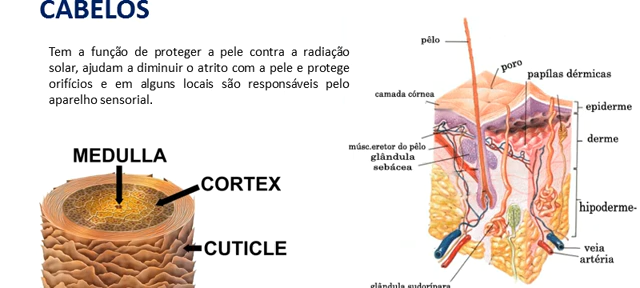 CABELOS
Tem a função de proteger a pele contra a radiação
solar, ajudam a diminuir o atrito com a pele e protege
orifícios e em alguns locais são responsáveis pelo
aparelho sensorial.
MEDULLA
CORTEX
CUTICLE
pêlo
poro
papílas dérmicas
camada córnea
epiderme
derme
músc.eretor do pêlo
glândula
sebácea
hipoderme-
veia
artéria
glândula sudorípara